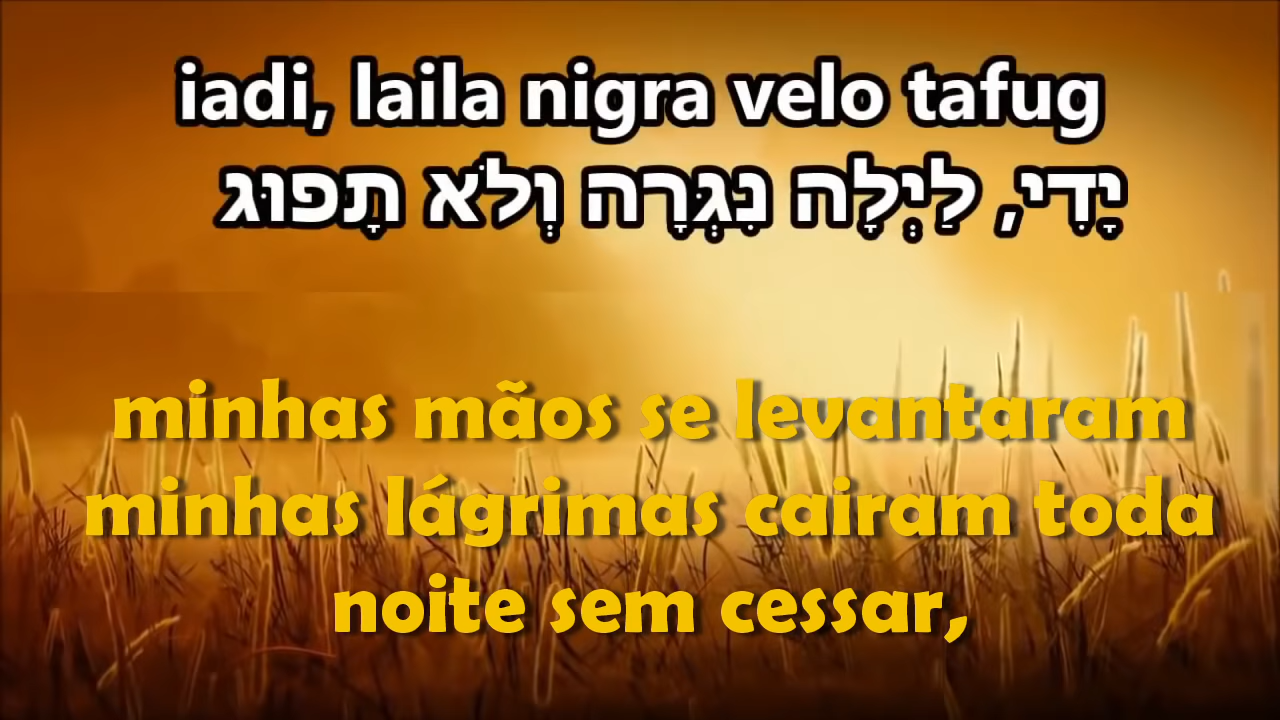 iadi, laila nigra velo tafug
יָדִי, לַיְלָה נִגְּרָה וְלֹא תָפוּג
minhas mãos se levantaram
minhas lágrimas cairam toda
noite sem cessar,